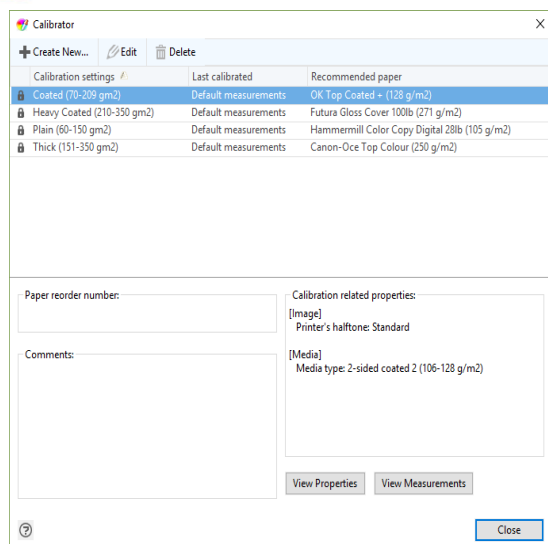 Calibrator
Create New... Edit Delete
Calibration settings Last calibrated Recommended paper
Coated (70-209 gm2) Default measurements OK Top Coated + (128 g/m2)
Heavy Coated (210-350 gm2) Default measurements Futura Gloss Cover 100lb (271 g/m2)
Plain (60-150 gm2) Default measurements Hammermill Color Copy Digital 28lb (105 g/m2)
Thick (151-350 gm2) Default measurements Canon-Oce Top Colour (250 g/m2)
Paper reorder number: Calibration related properties:
[Image]
Printer's halftone: Standard
Comments: [Media]
Media type: 2-sided coated 2 (106-128 g/m2)
View Properties View Measurements
? Close